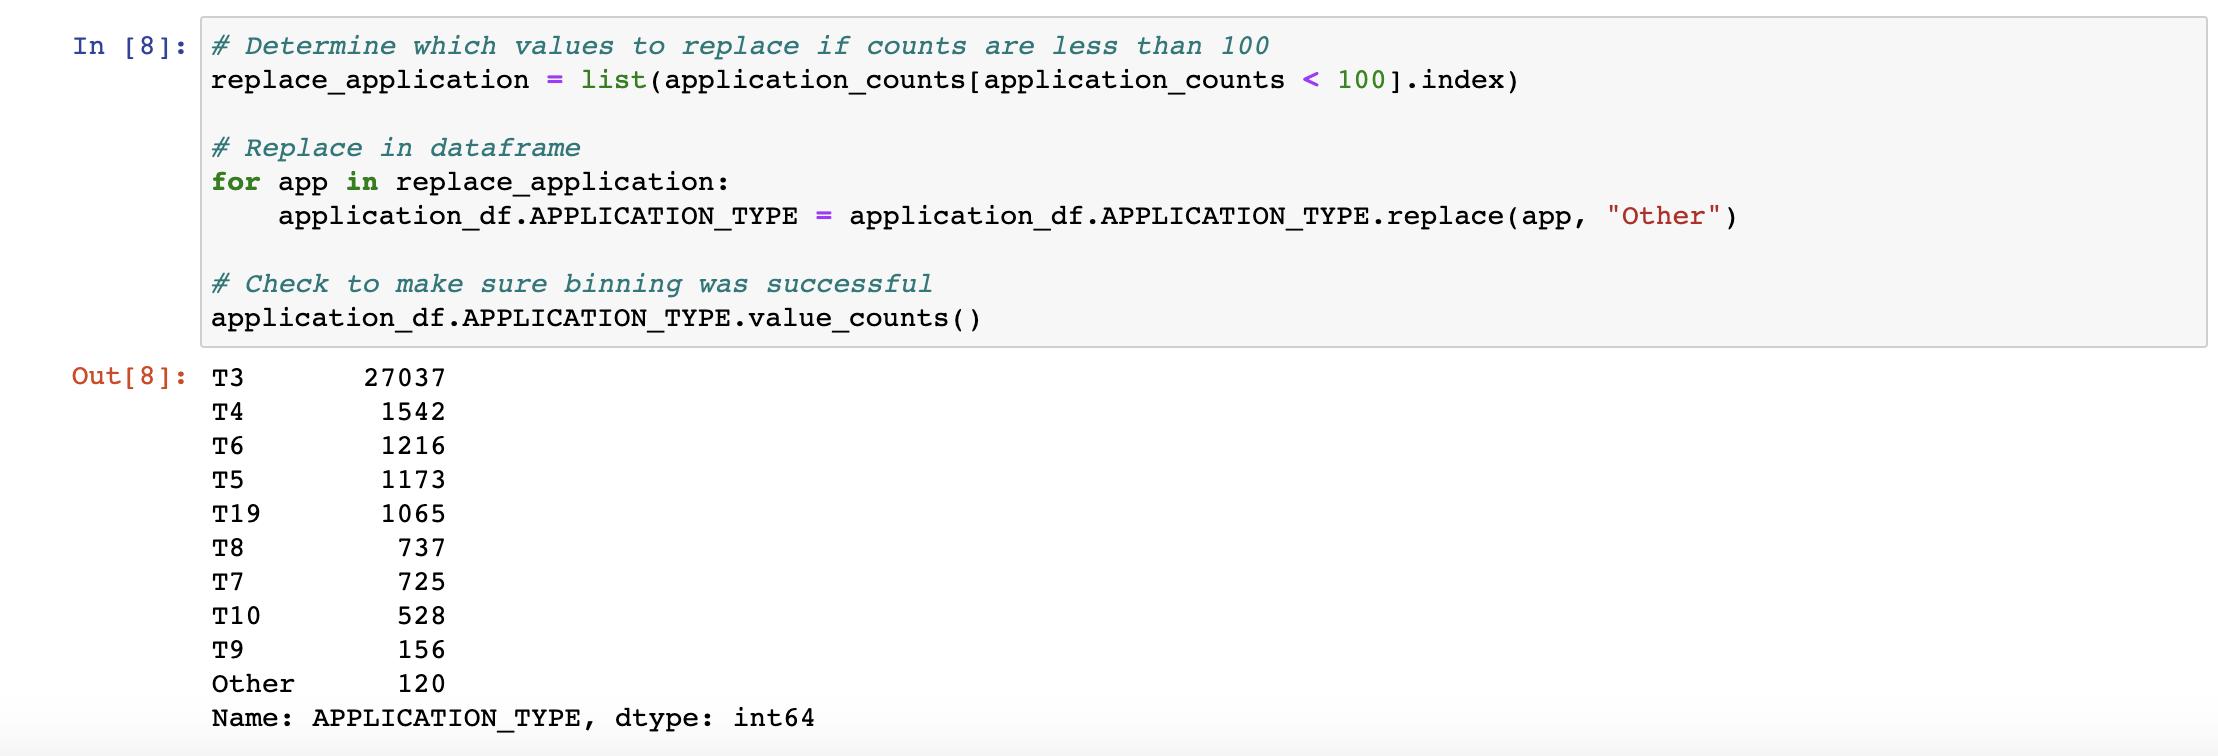 In [8]: # Determine which values to replace if counts are less than 100
replace_application = list(application_counts[application_counts < 100].index)

# Replace in dataframe
for app in replace_application:
    application_df.APPLICATION_TYPE = application_df.APPLICATION_TYPE.replace(app, "Other")

# Check to make sure binning was successful
application_df.APPLICATION_TYPE.value_counts()
Out[8]: T3       27037
T4        1542
T6        1216
T5        1173
T19       1065
T8         737
T7         725
T10        528
T9         156
Other      120
Name: APPLICATION_TYPE, dtype: int64